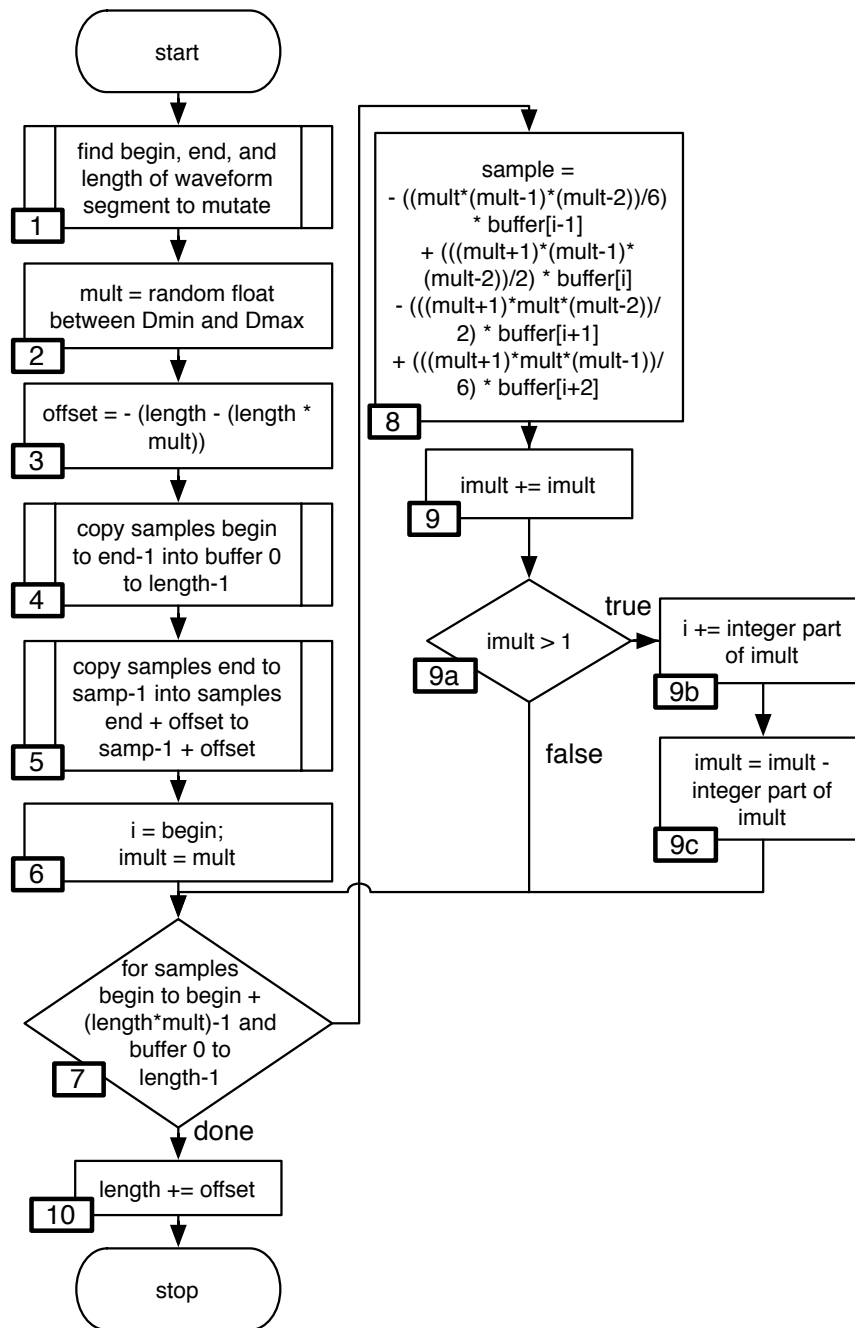 start
find begin, end, and
length of waveform
segment to mutate
1
mult = random float
between Dmin and Dmax
2
offset = - (length - (length *
mult))
3
copy samples begin
to end-1 into buffer 0
to length-1
4
copy samples end to
samp-1 into samples
end + offset to
samp-1 + offset
5
i = begin;
imult = mult
6
for samples
begin to begin +
(length*mult)-1 and
buffer 0 to
length-1
7
done
length += offset
10
stop
sample =
- ((mult*(mult-1)*(mult-2))/6)
* buffer[i-1]
+ (((mult+1)*(mult-1)*
(mult-2))/2) * buffer[i]
- (((mult+1)*mult*(mult-2))/
2) * buffer[i+1]
+ (((mult+1)*mult*(mult-1))/
6) * buffer[i+2]
8
imult += imult
9
imult > 1
9a
true
false
i += integer part
of imult
9b
imult = imult -
integer part of
imult
9c